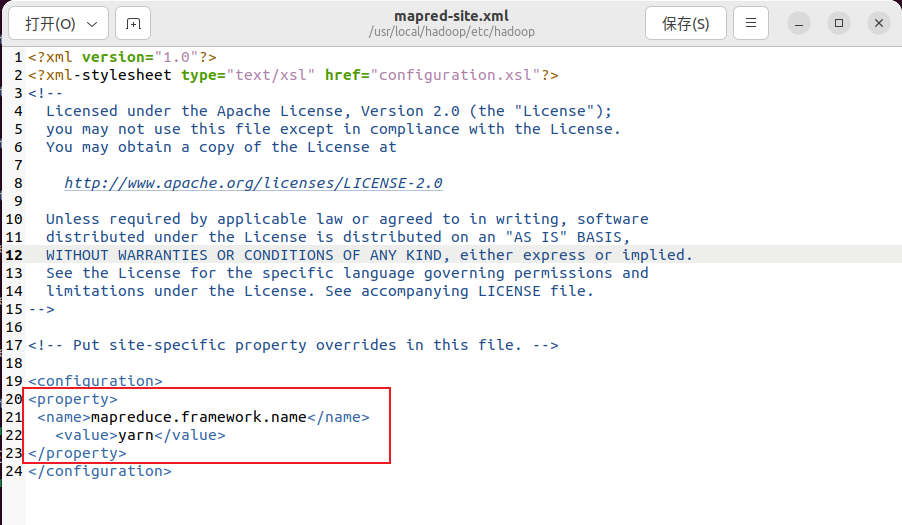 打开(O)
mapred-site.xml
/usr/local/hadoop/etc/hadoop
保存(S)
1 <?xml version="1.0"?>
2 <?xml-stylesheet type="text/xsl" href="configuration.xsl"?>
3 <!--
4   Licensed under the Apache License, Version 2.0 (the "License");
5   you may not use this file except in compliance with the License.
6   You may obtain a copy of the License at
7
8     http://www.apache.org/licenses/LICENSE-2.0
9
10   Unless required by applicable law or agreed to in writing, software
11   distributed under the License is distributed on an "AS IS" BASIS,
12   WITHOUT WARRANTIES OR CONDITIONS OF ANY KIND, either express or implied.
13   See the License for the specific language governing permissions and
14   limitations under the License. See accompanying LICENSE file.
15 -->
16
17 <!-- Put site-specific property overrides in this file. -->
18
19 <configuration>
20 <property>
21  <name>mapreduce.framework.name</name>
22    <value>yarn</value>
23 </property>
24 </configuration>